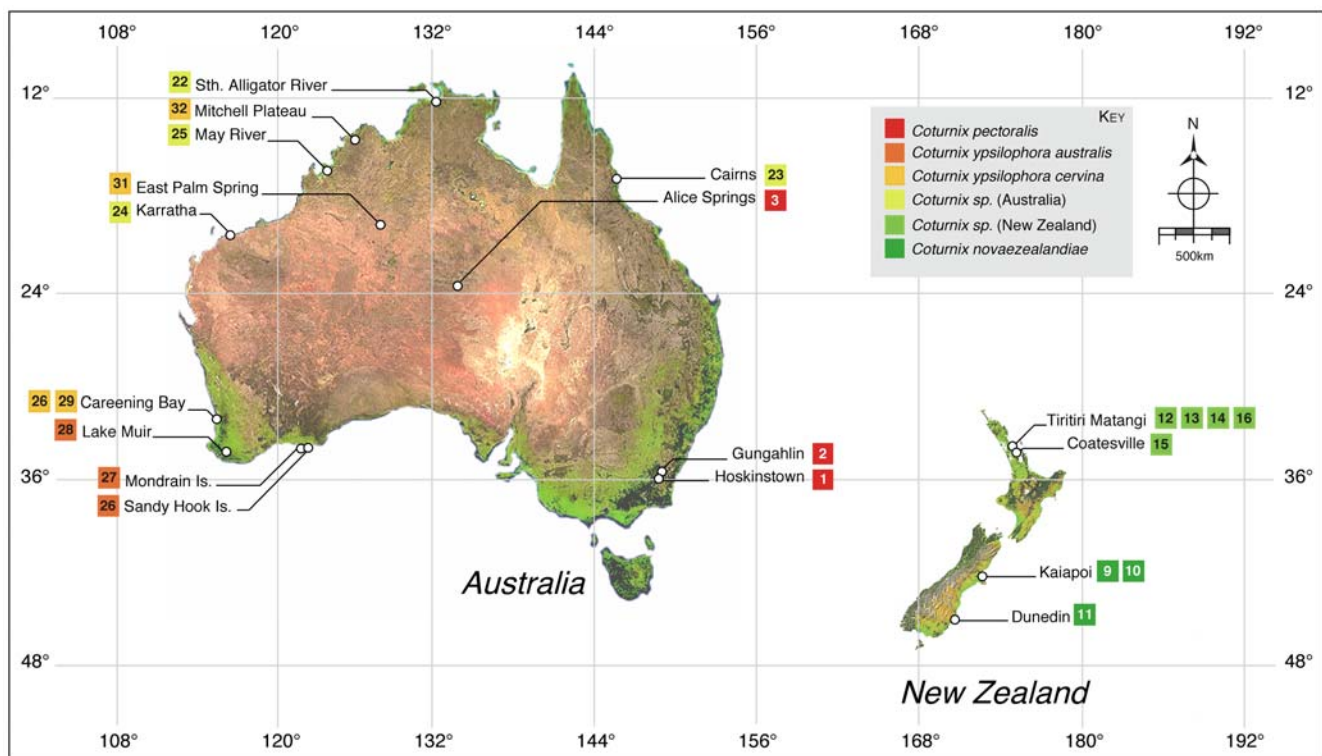 108° 120° 132° 144° 156° 168° 180° 192°
12° 12°
24° 24°
36° 36°
48° 48°
22 Sth. Alligator River
32 Mitchell Plateau
25 May River
31 East Palm Spring
24 Karratha
Cairns 23
Alice Springs 3
26 29 Careening Bay
28 Lake Muir
27 Mondrain Is.
26 Sandy Hook Is.
Gungahlin 2
Hoskinstown 1
Australia
KEY
Coturnix pectoralis
Coturnix ypsilophora australis
Coturnix ypsilophora cervina
Coturnix sp. (Australia)
Coturnix sp. (New Zealand)
Coturnix novaezealandiae
N
500km
Tiritiri Matangi 12 13 14 16
Coatesville 15
Kaiapoi 9 10
Dunedin 11
New Zealand
108° 120° 132° 144° 156° 168° 180° 192°